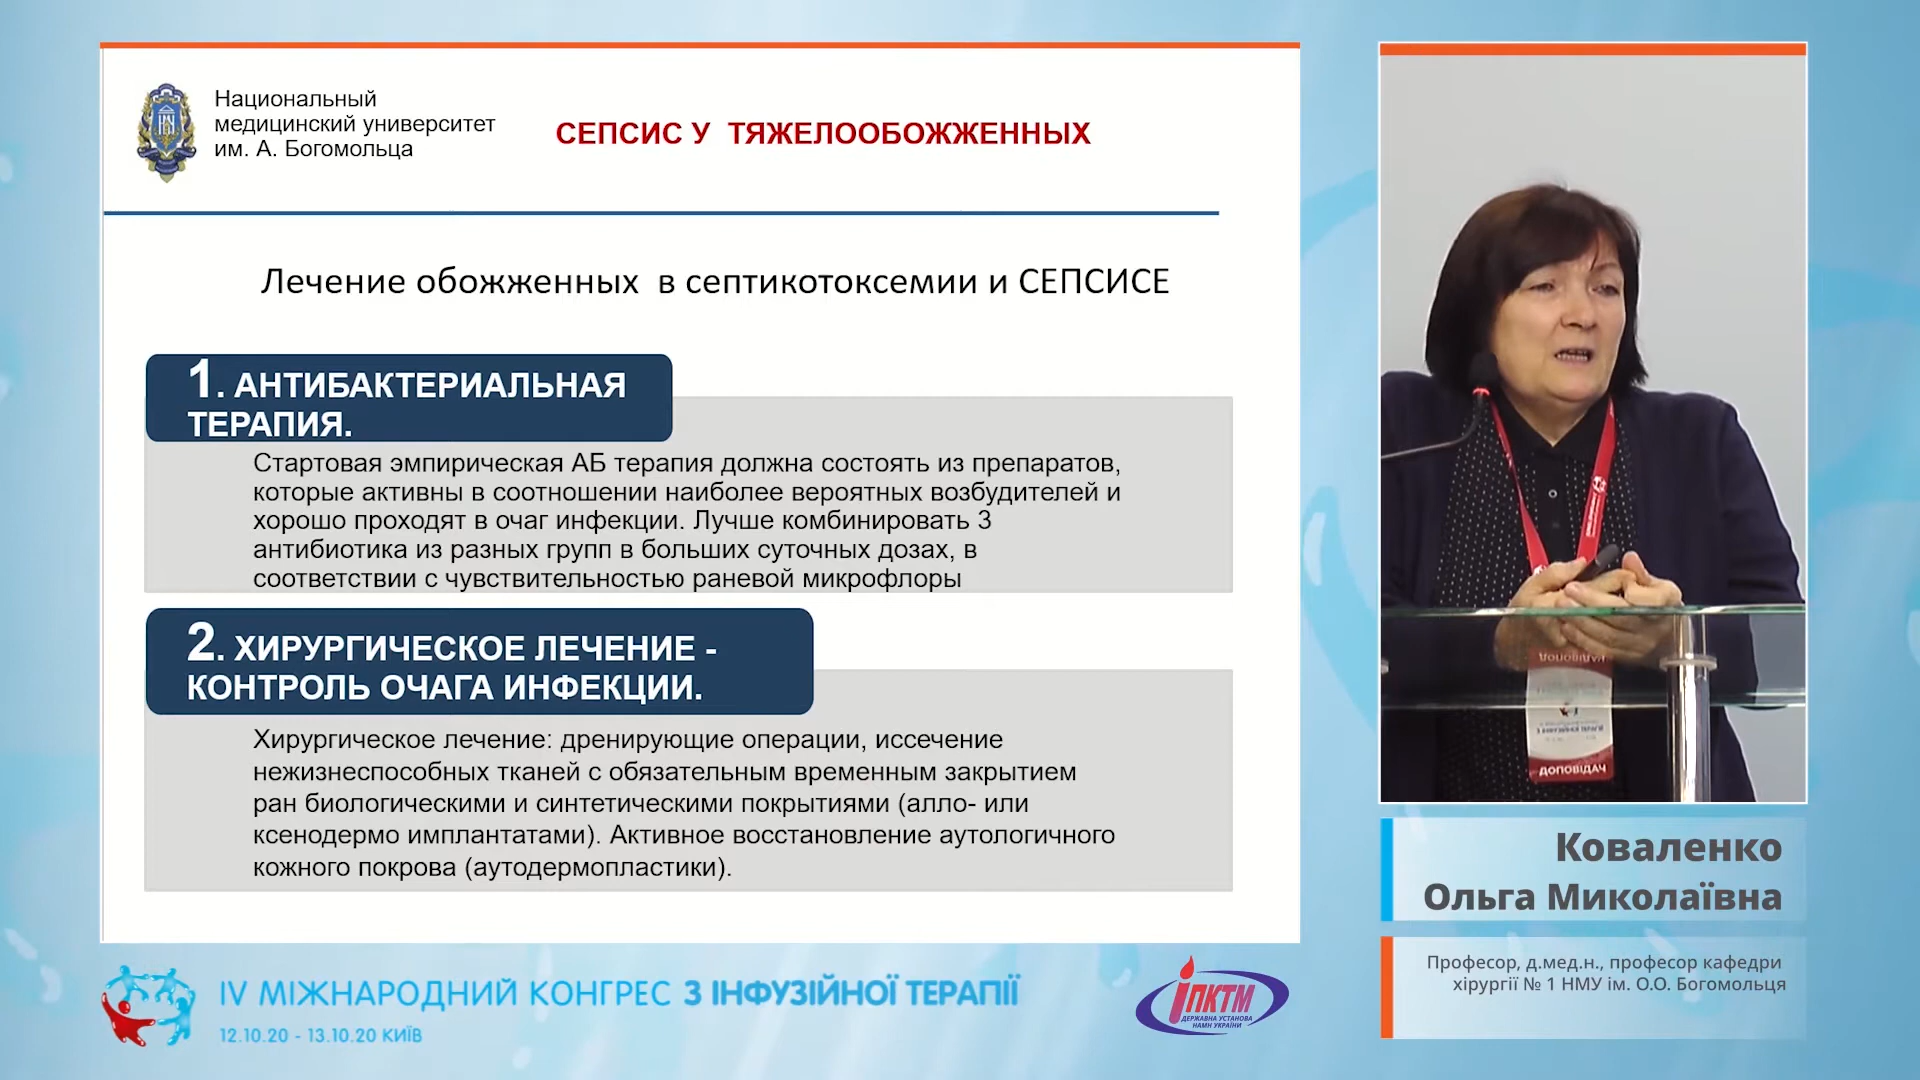 Национальный
медицинский университет
им. А. Богомольца
СЕПСИС У ТЯЖЕЛООБОЖЖЕННЫХ
Лечение обожженных в септикотоксемии и СЕПСИСЕ
1. АНТИБАКТЕРИАЛЬНАЯ
ТЕРАПИЯ.
Стартовая эмпирическая АБ терапия должна состоять из препаратов,
которые активны в соотношении наиболее вероятных возбудителей и
хорошо проходят в очаг инфекции. Лучше комбинировать 3
антибиотика из разных групп в больших суточных дозах, в
соответствии с чувствительностью раневой микрофлоры
2. ХИРУРГИЧЕСКОЕ ЛЕЧЕНИЕ -
КОНТРОЛЬ ОЧАГА ИНФЕКЦИИ.
Хирургическое лечение: дренирующие операции, иссечение
нежизнеспособных тканей с обязательным временным закрытием
ран биологическими и синтетическими покрытиями (алло- или
ксенодермо имплантатами). Активное восстановление аутологичного
кожного покрова (аутодермопластики).
ДОПОВІДАЧ
Коваленко
Ольга Миколаївна
Професор, д.мед.н., професор кафедри
хірургії № 1 НМУ ім. О.О. Богомольця
IV МІЖНАРОДНИЙ КОНГРЕС З ІНФУЗІЙНОЇ ТЕРАПІЇ
12.10.20 - 13.10.20 КИЇВ
ІПКТМ
ДЕРЖАВНА УСТАНОВА
НАМН УКРАЇНИ